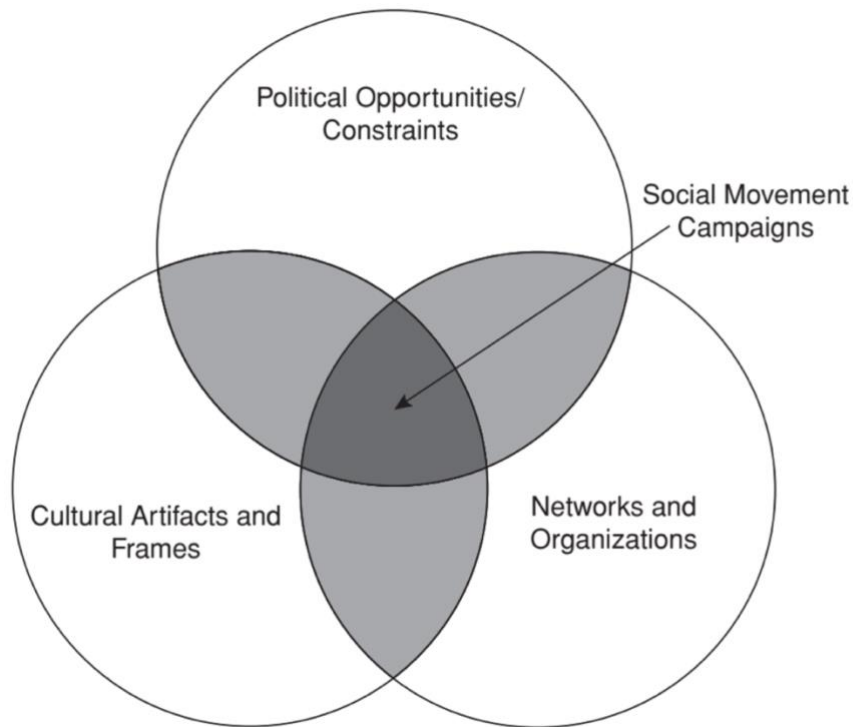 Political Opportunities/
Constraints
Social Movement
Campaigns
Cultural Artifacts and
Frames
Networks and
Organizations